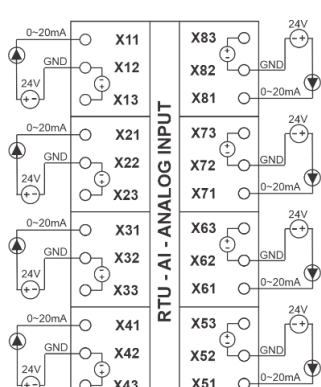 24V
0~20mA X11 X83
GND X12 X82 GND
24V
X13 X81 0~20mA
24V
0~20mA X21 X73
GND X22 X72 GND
24V
X23 X71 0~20mA
RTU - AI - ANALOG INPUT
24V
0~20mA X31 X63
GND X32 X62 GND
24V
X33 X61 0~20mA
24V
0~20mA X41 X53
GND X42 X52 GND
24V
X43 X51 0~20mA